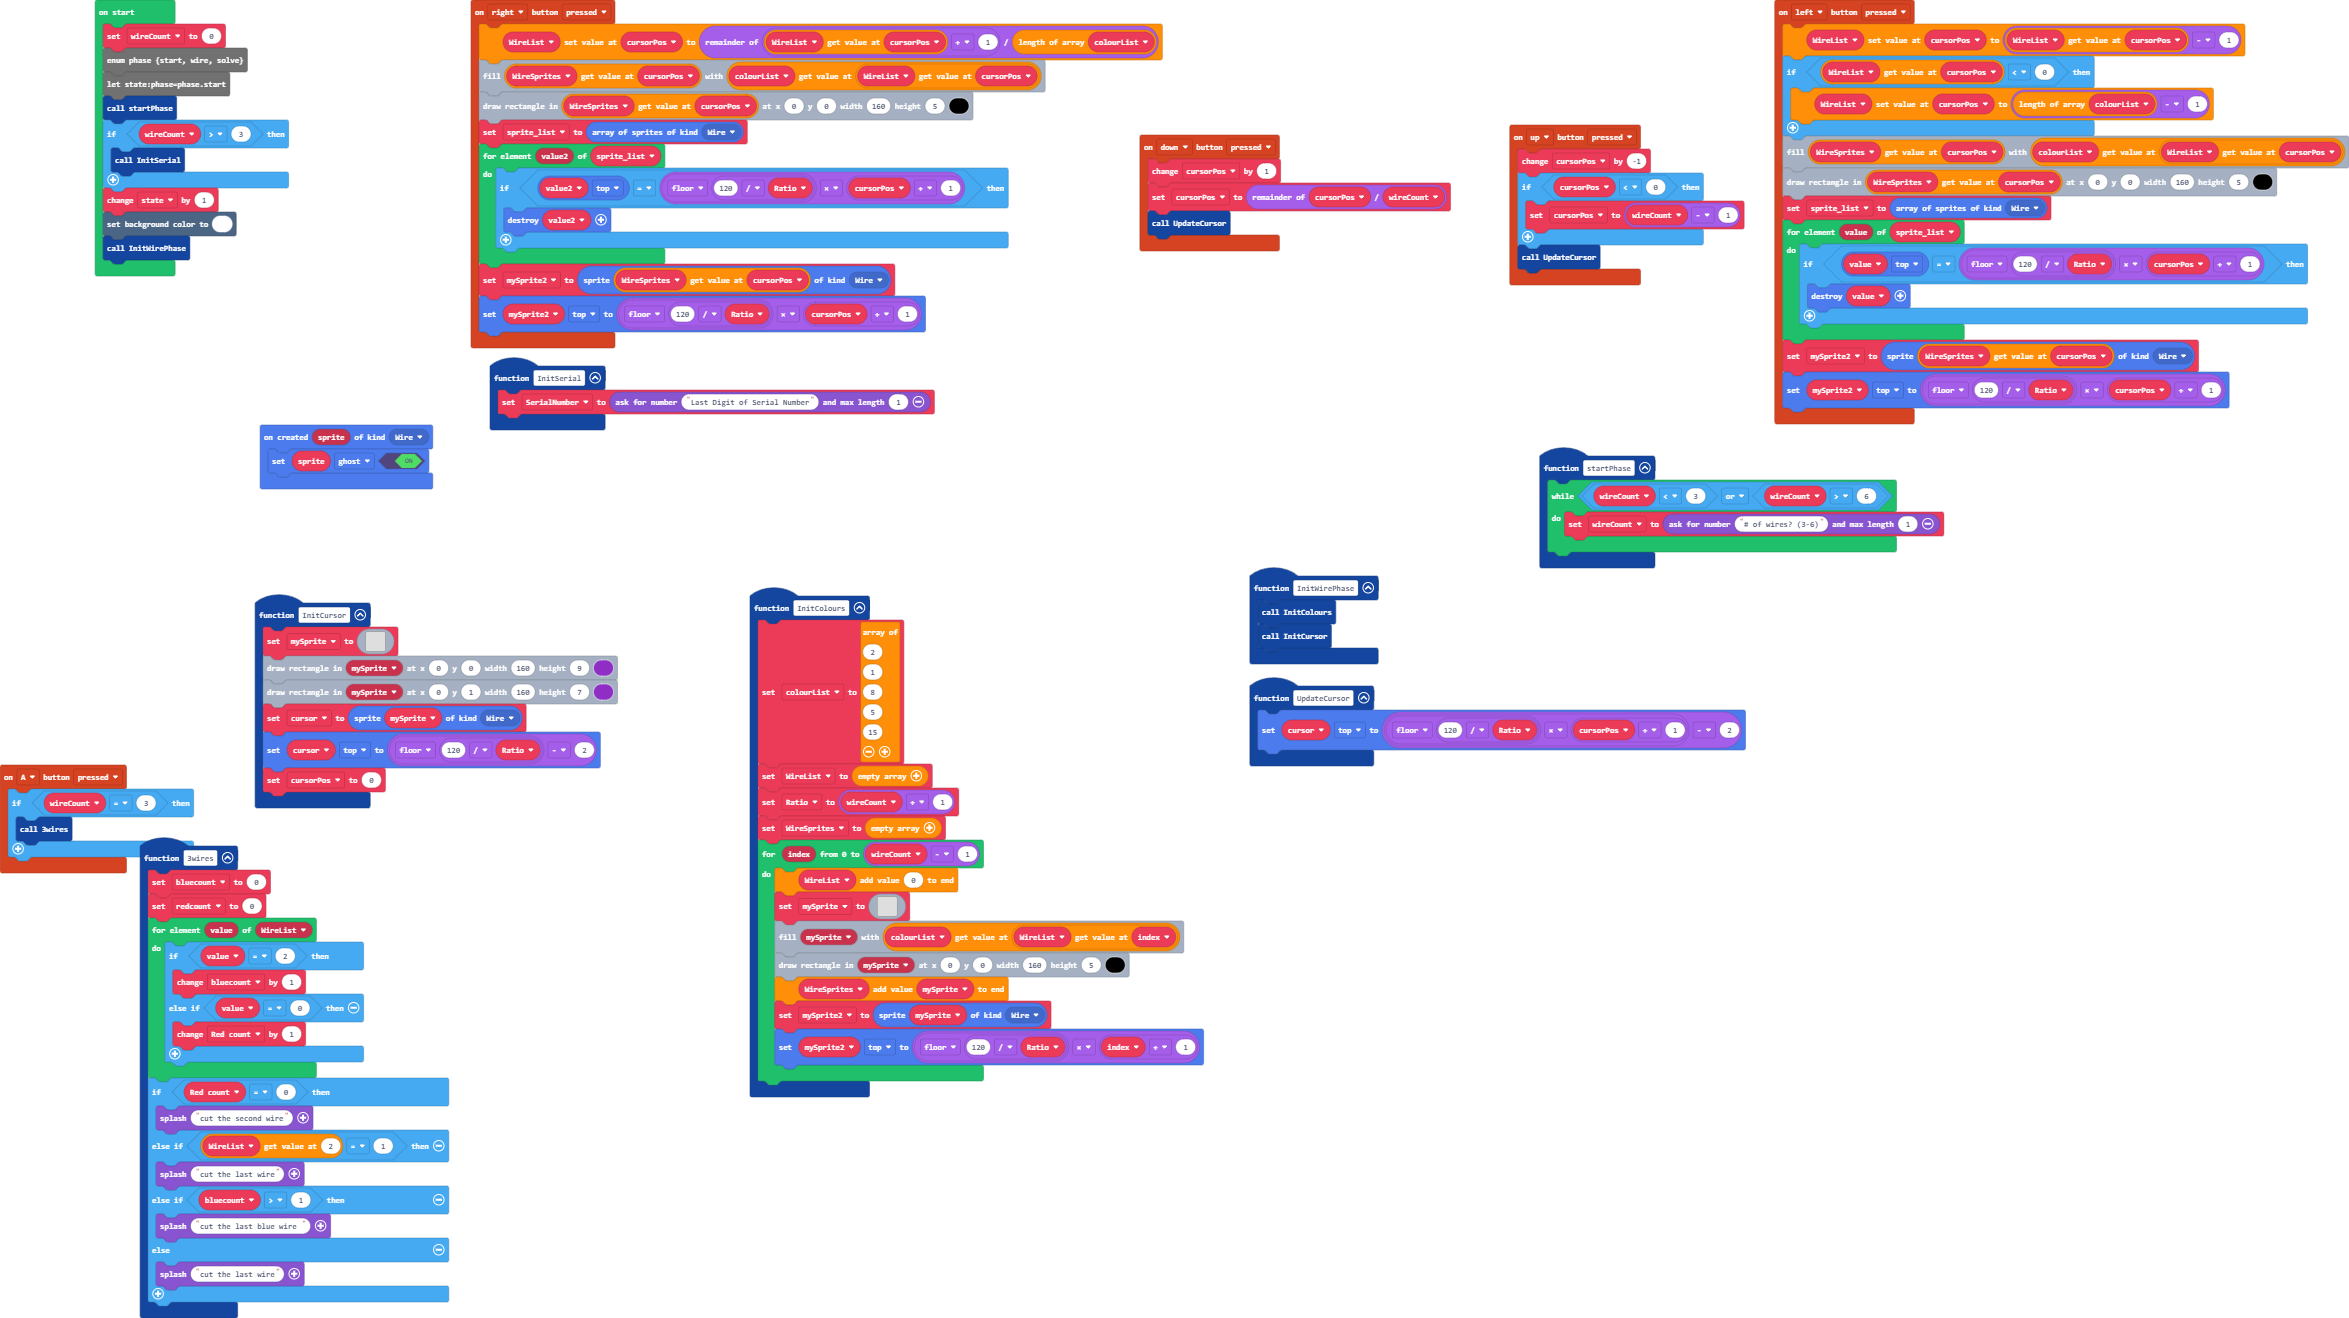 on start
set wireCount to 0
enum phase {start, wire, solve}
let state:phase=phase.start
call startPhase
if wireCount > 3 then
call InitSerial
change state by 1
set background color to
call InitWirePhase
on right button pressed
WireList set value at cursorPos to remainder of WireList get value at cursorPos + 1 / length of array colourList
fill WireSprites get value at cursorPos with colourList get value at WireList get value at cursorPos
draw rectangle in WireSprites get value at cursorPos at x 0 y 0 width 160 height 5
set sprite_list to array of sprites of kind Wire
for element value2 of sprite_list
do if value2 top = floor 120 / Ratio × cursorPos + 1 then
destroy value2
set mySprite2 to sprite WireSprites get value at cursorPos of kind Wire
set mySprite2 top to floor 120 / Ratio × cursorPos + 1
function InitSerial
set SerialNumber to ask for number "Last Digit of Serial Number" and max length 1
on created sprite of kind Wire
set sprite ghost ON
on down button pressed
change cursorPos by 1
set cursorPos to remainder of cursorPos / wireCount
call UpdateCursor
on up button pressed
change cursorPos by -1
if cursorPos < 0 then
set cursorPos to wireCount - 1
call UpdateCursor
on left button pressed
WireList set value at cursorPos to WireList get value at cursorPos - 1
if WireList get value at cursorPos < 0 then
WireList set value at cursorPos to length of array colourList - 1
fill WireSprites get value at cursorPos with colourList get value at WireList get value at cursorPos
draw rectangle in WireSprites get value at cursorPos at x 0 y 0 width 160 height 5
set sprite_list to array of sprites of kind Wire
for element value of sprite_list
do if value top = floor 120 / Ratio × cursorPos + 1 then
destroy value
set mySprite2 to sprite WireSprites get value at cursorPos of kind Wire
set mySprite2 top to floor 120 / Ratio × cursorPos + 1
function startPhase
while wireCount < 3 or wireCount > 6
do set wireCount to ask for number "# of wires? (3-6)" and max length 1
function InitCursor
set mySprite to
draw rectangle in mySprite at x 0 y 0 width 160 height 9
draw rectangle in mySprite at x 0 y 1 width 160 height 7
set cursor to sprite mySprite of kind Wire
set cursor top to floor 120 / Ratio - 2
set cursorPos to 0
function InitColours
set colourList to array of
2
1
8
5
15
set WireList to empty array
set Ratio to wireCount + 1
set WireSprites to empty array
for index from 0 to wireCount - 1
do WireList add value 0 to end
set mySprite to
fill mySprite with colourList get value at WireList get value at index
draw rectangle in mySprite at x 0 y 0 width 160 height 5
WireSprites add value mySprite to end
set mySprite2 to sprite mySprite of kind Wire
set mySprite2 top to floor 120 / Ratio × index + 1
function InitWirePhase
call InitColours
call InitCursor
function UpdateCursor
set cursor top to floor 120 / Ratio × cursorPos + 1 - 2
on A button pressed
if wireCount = 3 then
call 3wires
function 3wires
set bluecount to 0
set redcount to 0
for element value of WireList
do if value = 2 then
change bluecount by 1
else if value = 0 then
change Red count by 1
if Red count = 0 then
splash "cut the second wire"
else if WireList get value at 2 = 1 then
splash "cut the last wire"
else if bluecount > 1 then
splash "cut the last blue wire "
else
splash "cut the last wire"